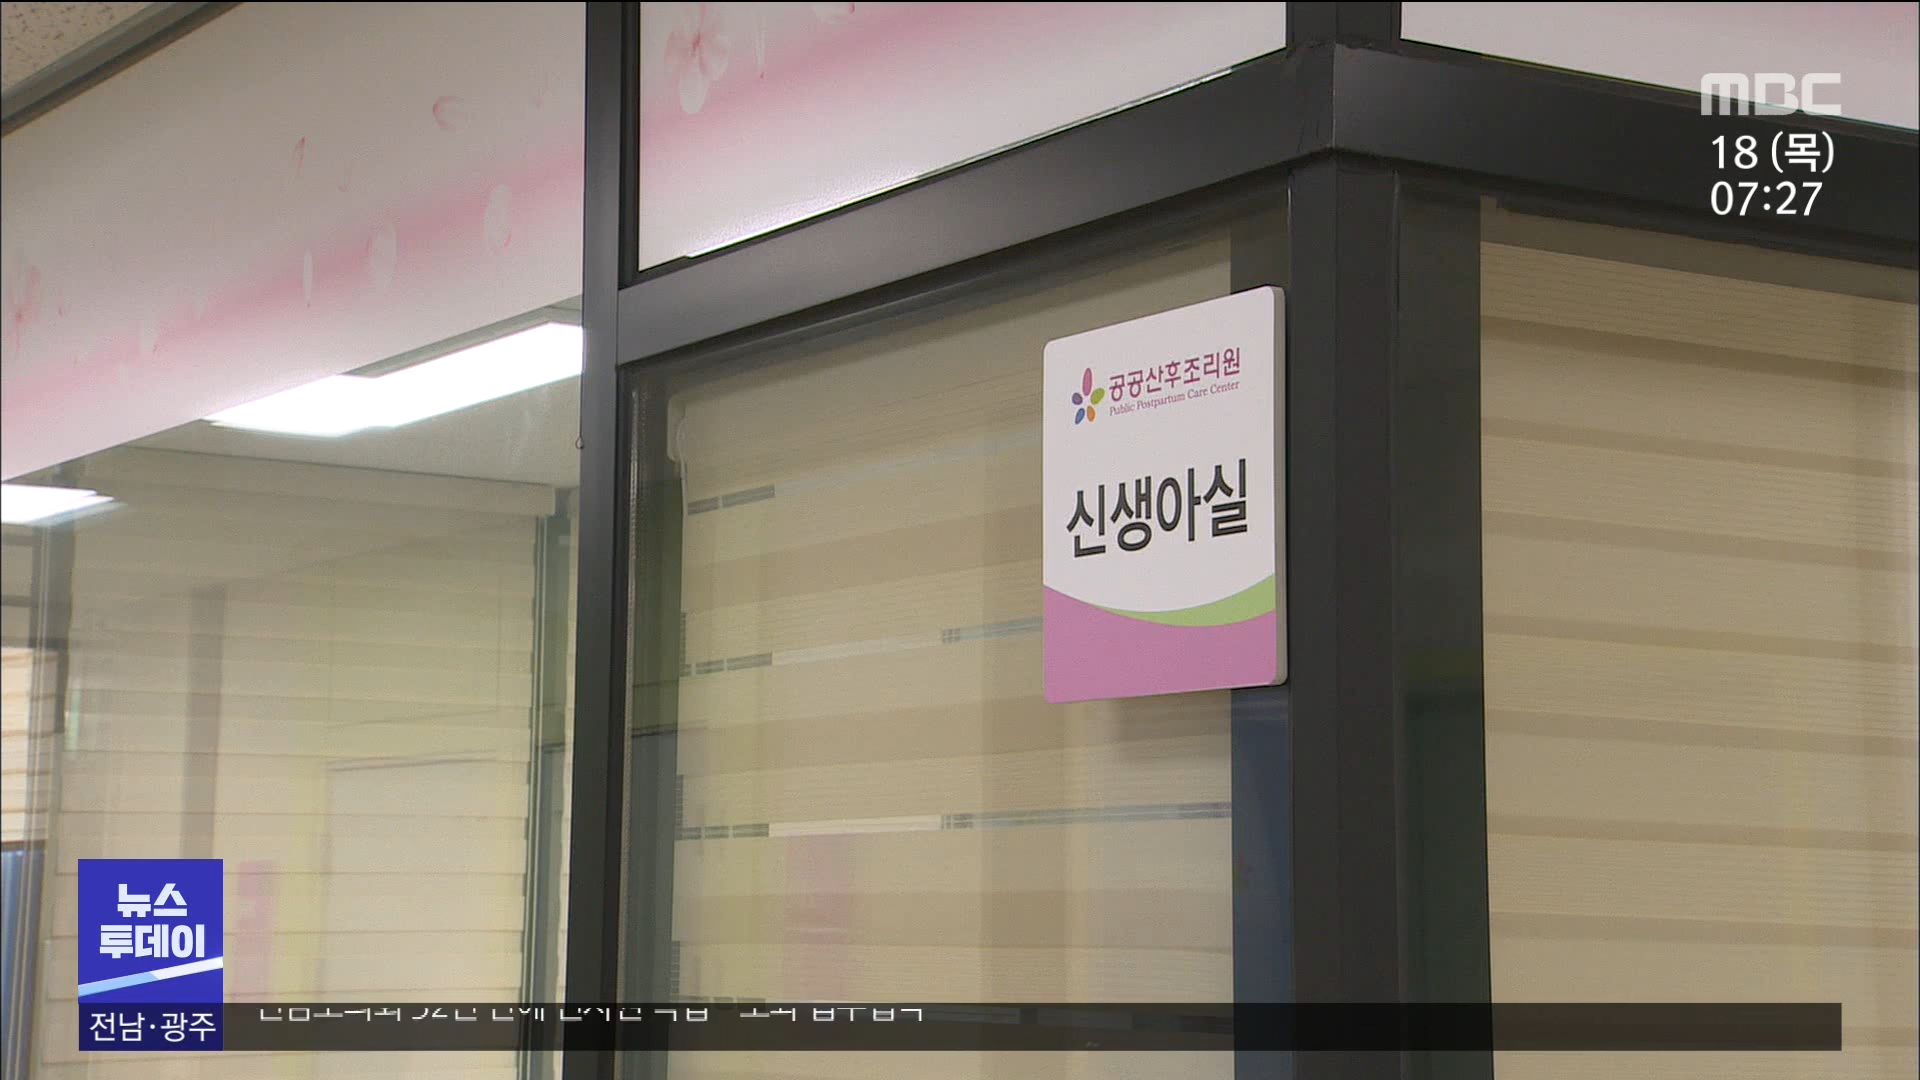 MBC
18 (목)
07:27
공공산후조리원
Public Postpartum Care Center
신생아실
뉴스
투데이
전남·광주